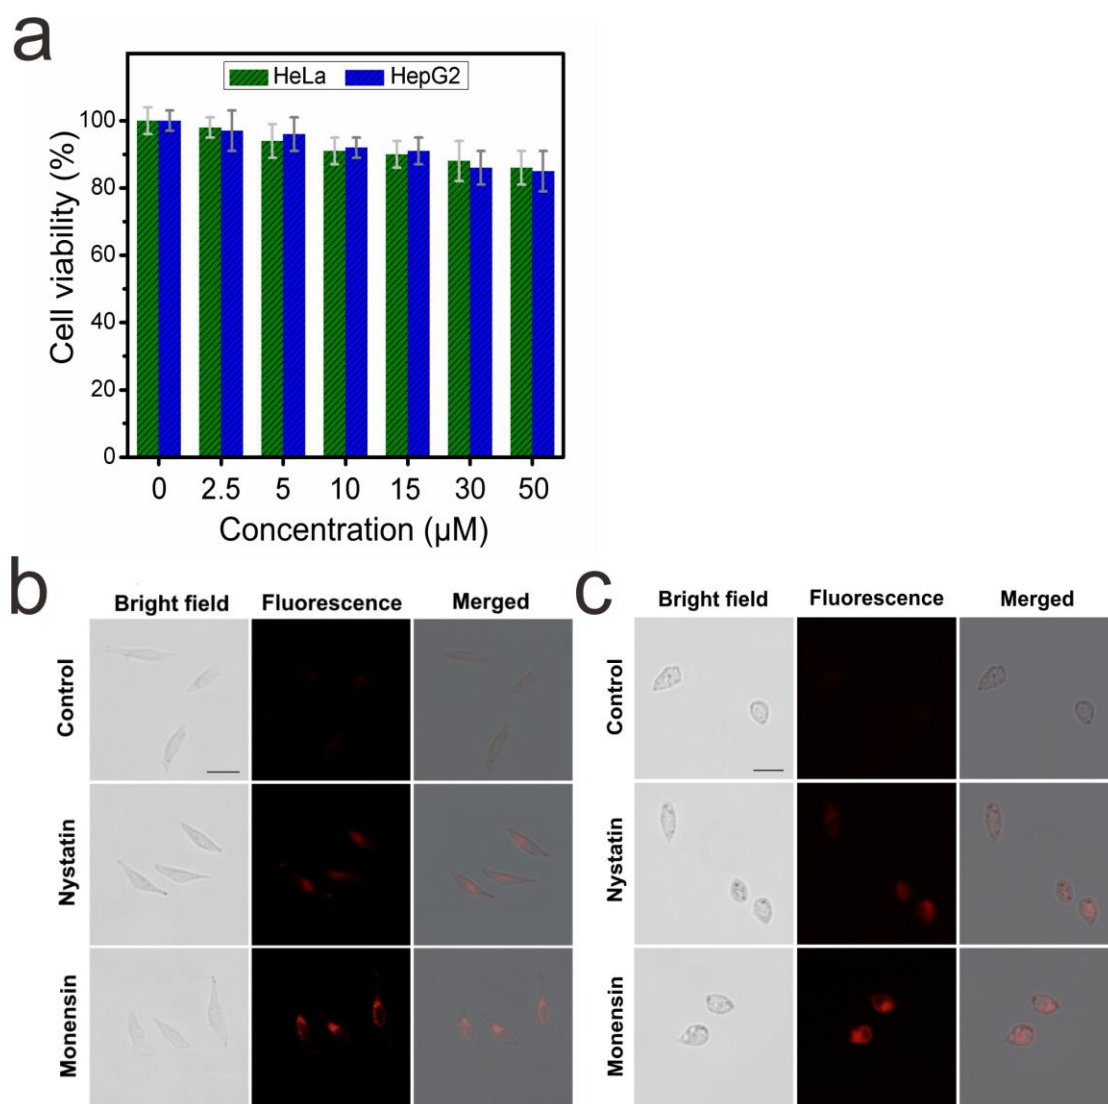 a
HeLa
HepG2
Cell viability (%)
100
80
60
40
20
0
0 2.5 5 10 15 30 50
Concentration (µM)
b
Bright field Fluorescence Merged
Control
Nystatin
Monensin
c
Bright field Fluorescence Merged
Control
Nystatin
Monensin